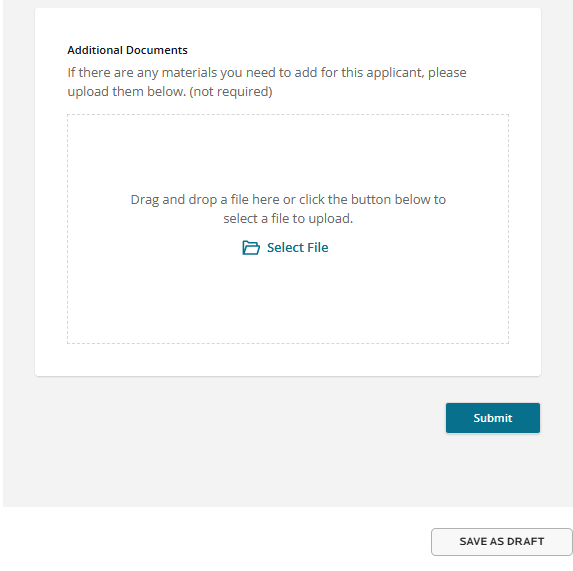 Additional Documents
If there are any materials you need to add for this applicant, please
upload them below. (not required)
Drag and drop a file here or click the button below to
select a file to upload.
Select File
Submit
SAVE AS DRAFT